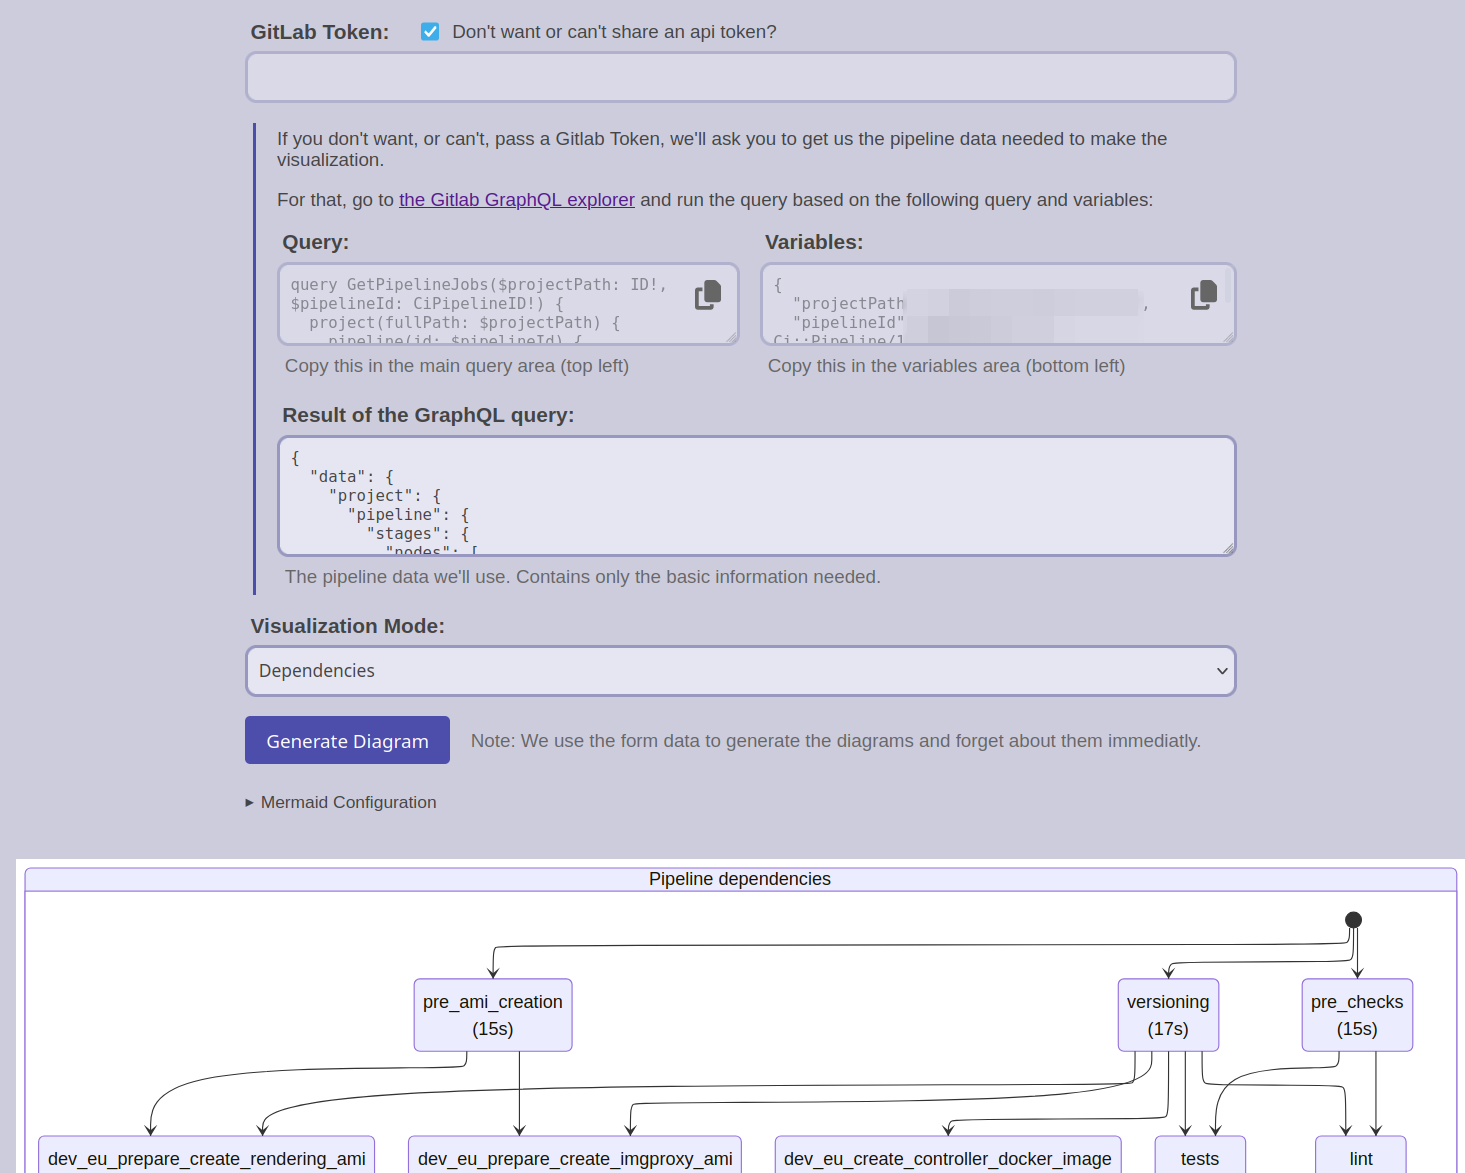 GitLab Token: Don't want or can't share an api token?
If you don't want, or can't, pass a Gitlab Token, we'll ask you to get us the pipeline data needed to make the
visualization.
For that, go to the Gitlab GraphQL explorer and run the query based on the following query and variables:
Query:
query GetPipelineJobs($projectPath: ID!,
$pipelineId: CiPipelineID!) {
project(fullPath: $projectPath) {
pipeline(id: $pipelineId) {
Copy this in the main query area (top left)
Variables:
{
"projectPath ,
"pipelineId"
Ci::Pipeline/1
Copy this in the variables area (bottom left)
Result of the GraphQL query:
{
"data": {
"project": {
"pipeline": {
"stages": {
"nodes": [
The pipeline data we'll use. Contains only the basic information needed.
Visualization Mode:
Dependencies
Generate Diagram Note: We use the form data to generate the diagrams and forget about them immediatly.
Mermaid Configuration
Pipeline dependencies
pre_ami_creation
(15s)
versioning
(17s)
pre_checks
(15s)
dev_eu_prepare_create_rendering_ami
dev_eu_prepare_create_imgproxy_ami
dev_eu_create_controller_docker_image
tests
lint